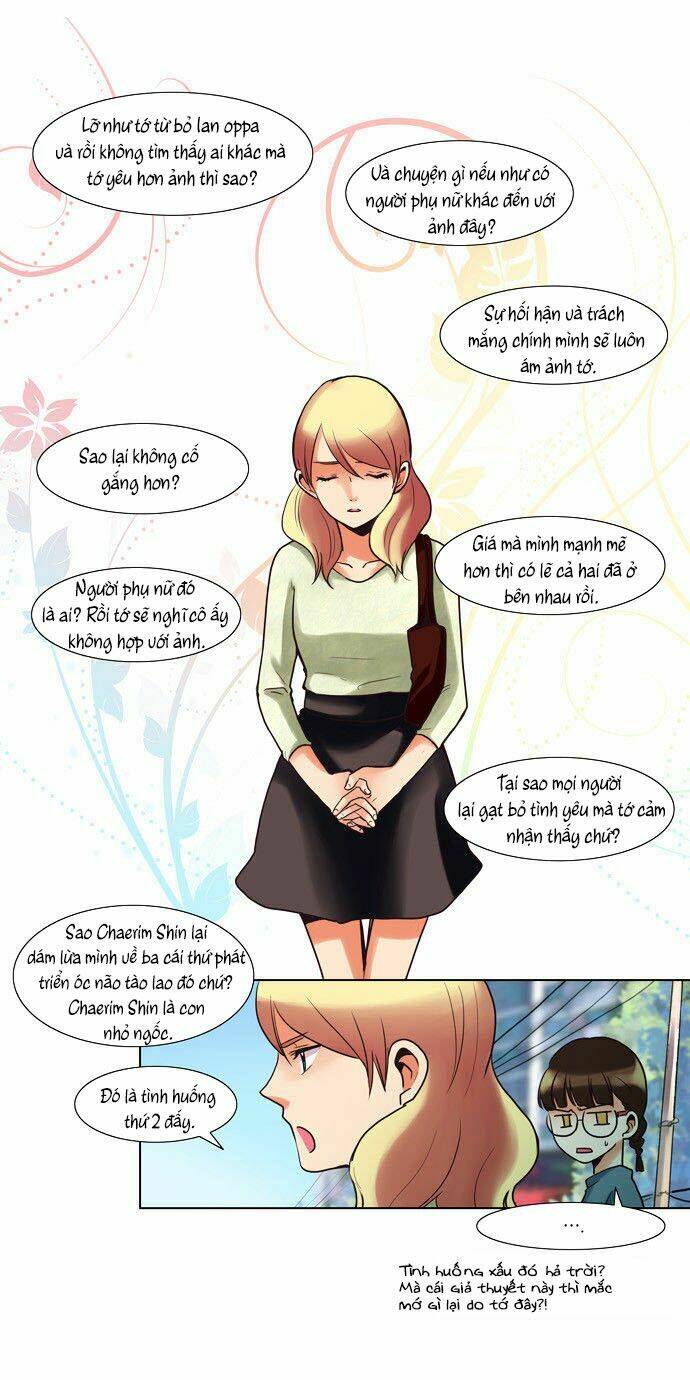 Lỡ như tớ từ bỏ Ian oppa
và rồi không tìm thấy ai khác mà
tớ yêu hơn ảnh thì sao?
Và chuyện gì nếu như có
người phụ nữ khác đến với
ảnh đây?
Sự hối hận và trách
mắng chính mình sẽ luôn
ám ảnh tớ.
Sao lại không cố
gắng hơn?
Giá mà mình mạnh mẽ
hơn thì có lẽ cả hai đã ở
bên nhau rồi.
Người phụ nữ đó
là ai? Rồi tớ sẽ nghĩ cô ấy
không hợp với ảnh.
Tại sao mọi người
lại gạt bỏ tình yêu mà tớ cảm
nhận thấy chứ?
Sao Chaerim Shin lại
dám lừa mình về ba cái thứ phát
triển óc não tào lao đó chứ?
Chaerim Shin là con
nhỏ ngốc.
Đó là tình huống
thứ 2 đấy.
....
Tình huống xấu đó hả trời?
Mà cái giả thuyết này thì mắc
mớ gì lại do tớ đây?!